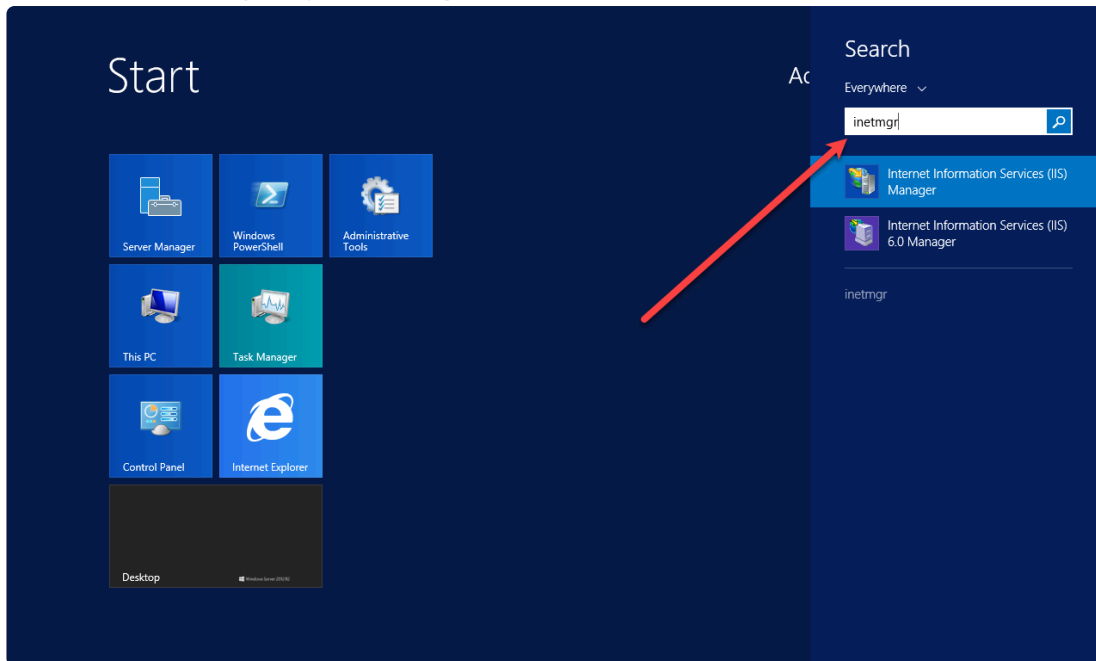 Start
Ac
Search
Everywhere
inetmgr
Internet Information Services (IIS)
Manager
Internet Information Services (IIS)
6.0 Manager
inetmgr
Server Manager
Windows
PowerShell
Administrative
Tools
This PC
Task Manager
Control Panel
Internet Explorer
Desktop